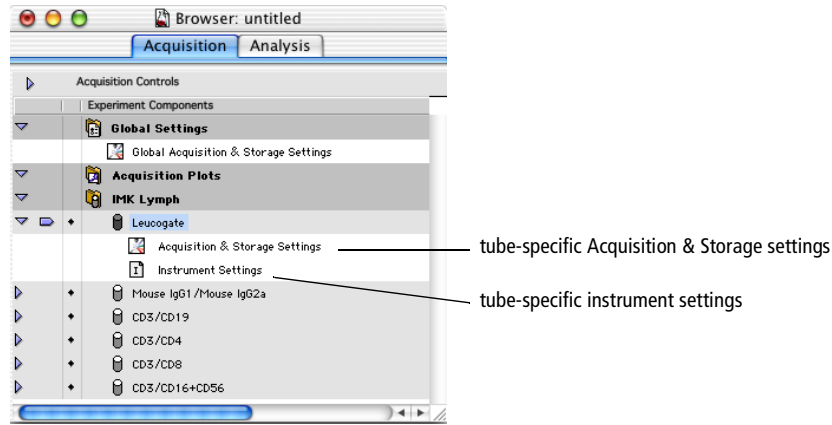 Browser: untitled
Acquisition Analysis
Acquisition Controls
Experiment Components
Global Settings
Global Acquisition & Storage Settings
Acquisition Plots
IMK Lymph
Leucogate
Acquisition & Storage Settings
tube-specific Acquisition & Storage settings
Instrument Settings
tube-specific instrument settings
Mouse IgG1/Mouse IgG2a
CD3/CD19
CD3/CD4
CD3/CD8
CD3/CD16+CD56